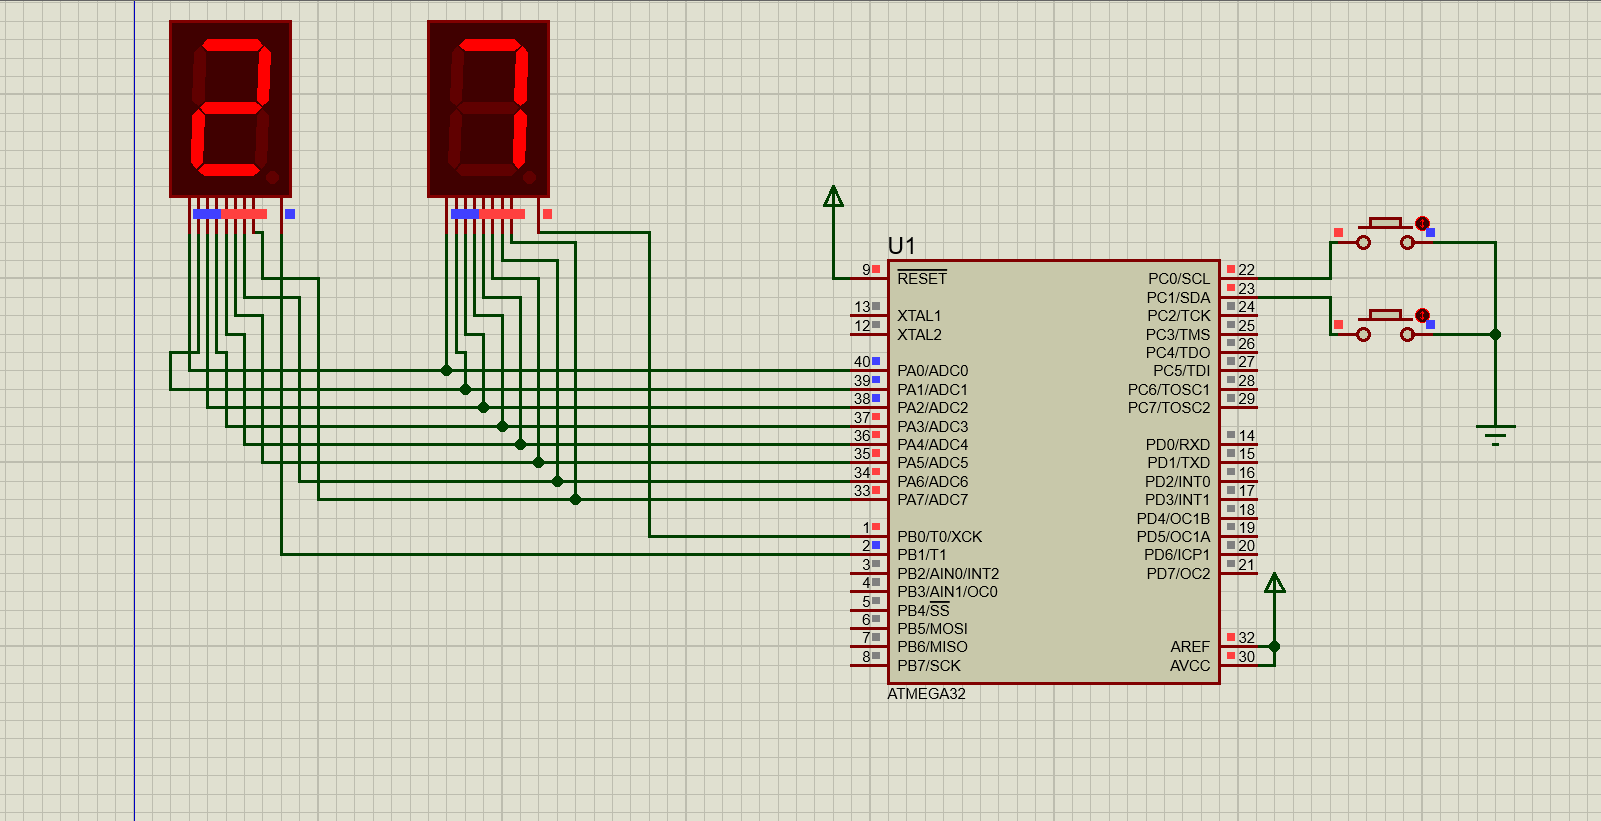 2 7
U1
9 RESET PC0/SCL 22
PC1/SDA 23
13 XTAL1 PC2/TCK 24
12 XTAL2 PC3/TMS 25
PC4/TDO 26
40 PA0/ADC0 PC5/TDI 27
39 PA1/ADC1 PC6/TOSC1 28
38 PA2/ADC2 PC7/TOSC2 29
37 PA3/ADC3
36 PA4/ADC4 PD0/RXD 14
35 PA5/ADC5 PD1/TXD 15
34 PA6/ADC6 PD2/INT0 16
33 PA7/ADC7 PD3/INT1 17
PD4/OC1B 18
1 PB0/T0/XCK PD5/OC1A 19
2 PB1/T1 PD6/ICP1 20
3 PB2/AIN0/INT2 PD7/OC2 21
4 PB3/AIN1/OC0
5 PB4/SS
6 PB5/MOSI
7 PB6/MISO AREF 32
8 PB7/SCK AVCC 30
ATMEGA32